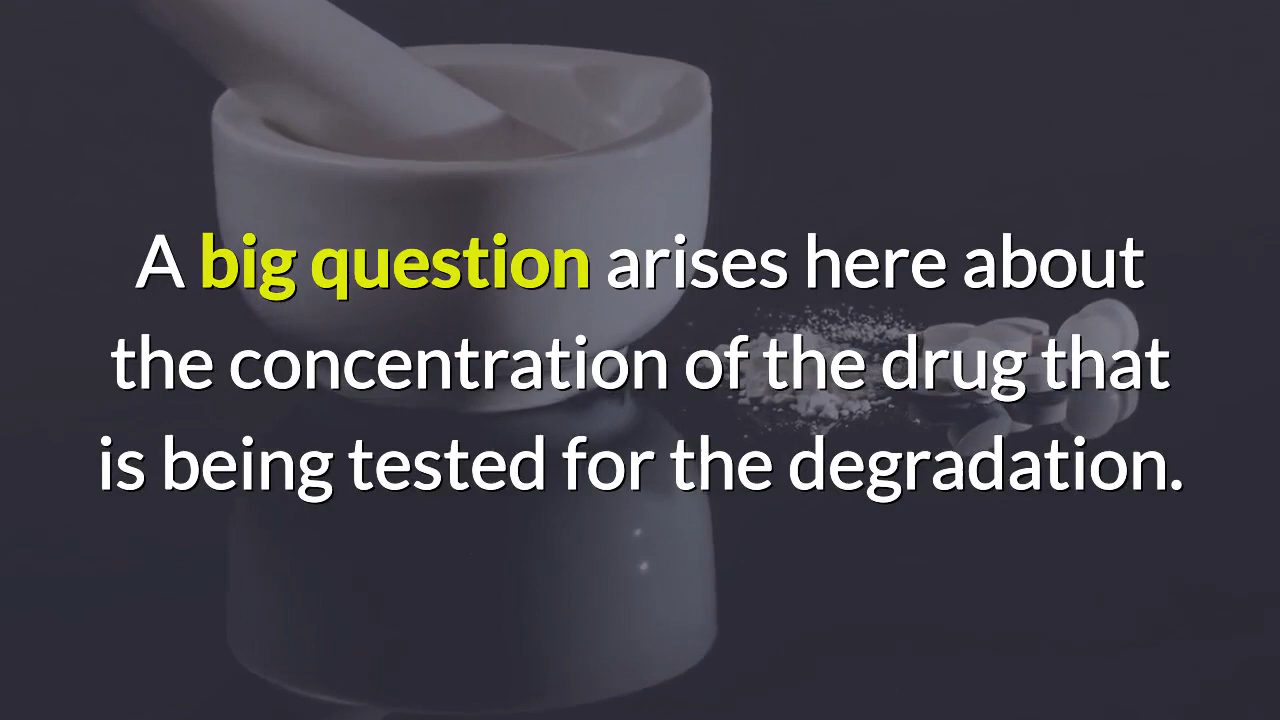 A big question arises here about
the concentration of the drug that
is being tested for the degradation.